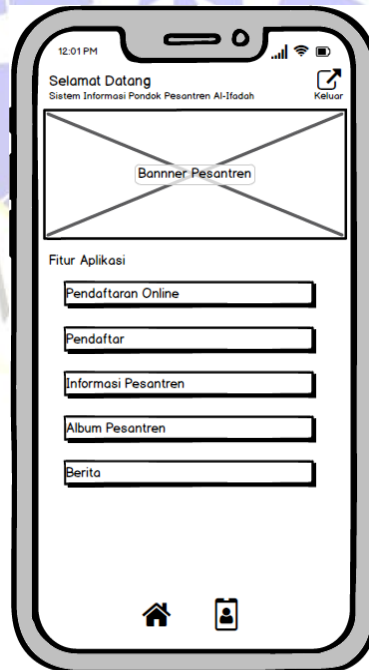 12:01 PM
Selamat Datang
Sistem Informasi Pondok Pesantren Al-Ifadah
Keluar
Bannner Pesantren
Fitur Aplikasi
Pendaftaran Online
Pendaftar
Informasi Pesantren
Album Pesantren
Berita